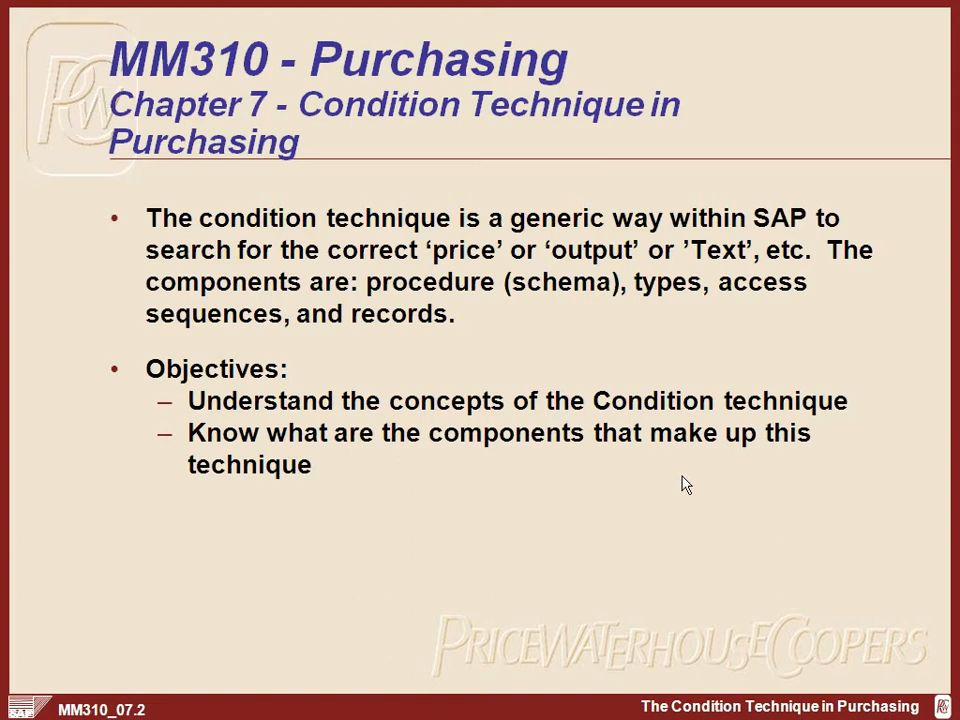 MM310 - Purchasing
Chapter 7 - Condition Technique in
Purchasing
• The condition technique is a generic way within SAP to
search for the correct ‘price’ or ‘output’ or ’Text’, etc.  The
components are: procedure (schema), types, access
sequences, and records.
• Objectives:
– Understand the concepts of the Condition technique
– Know what are the components that make up this
technique
PRICEWATERHOUSECOOPERS
SAP MM310_07.2
The Condition Technique in Purchasing